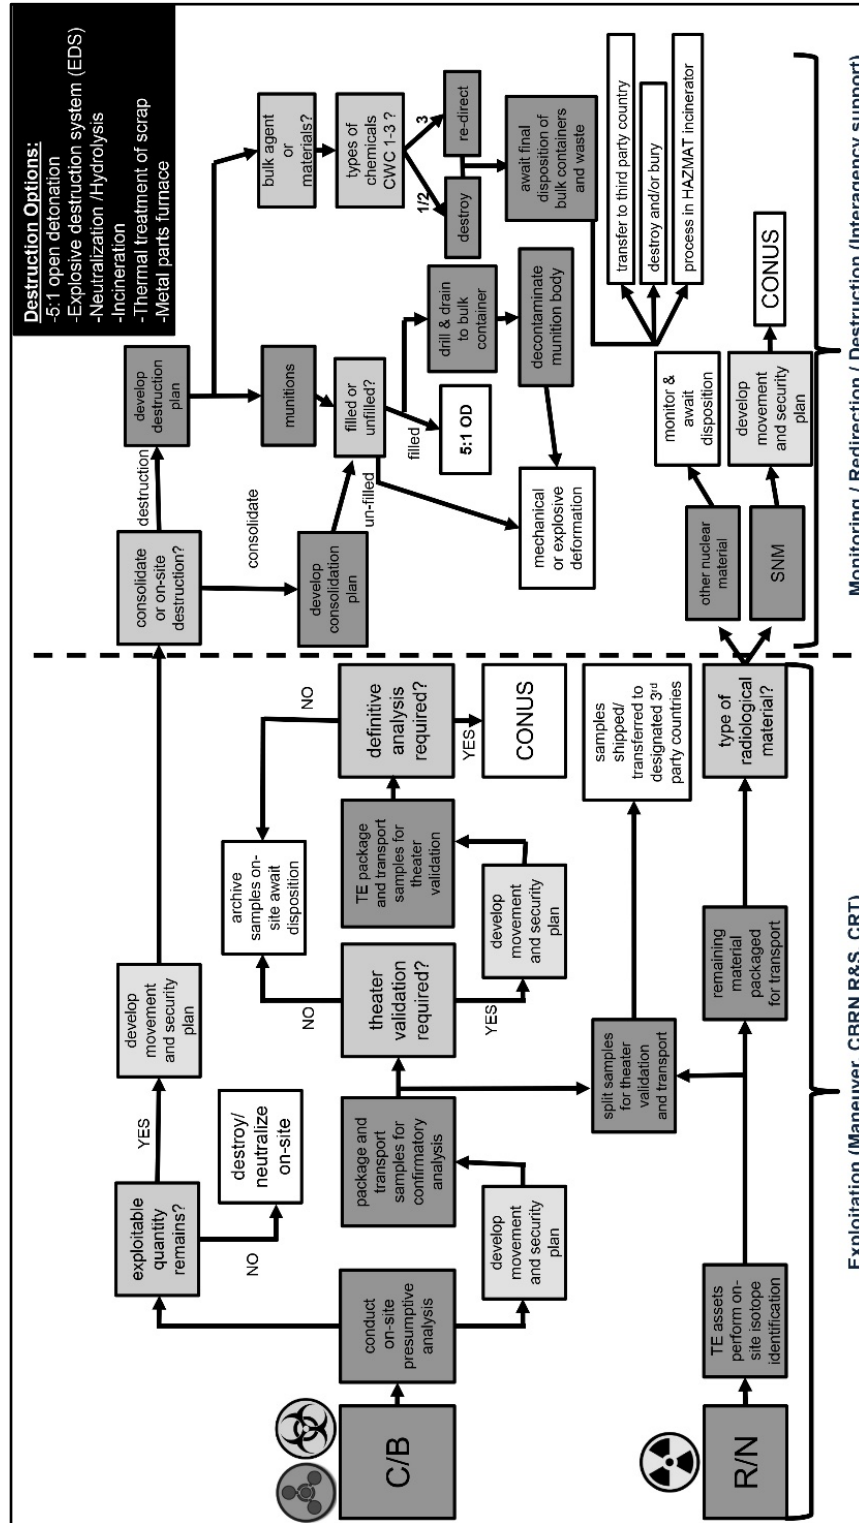 Destruction Options:
-5:1 open detonation
-Explosive destruction system (EDS)
-Neutralization /Hydrolysis
-Incineration
-Thermal treatment of scrap
-Metal parts furnace
C/B
conduct
on-site
presumptive
analysis
exploitable
quantity
remains?
YES
NO
destroy/
neutralize
on-site
develop
movement
and security
plan
develop
movement
and security
plan
package and
transport
samples for
confirmatory
analysis
theater
validation
required?
NO
YES
archive
samples on-
site await
disposition
develop
movement
and security
plan
TE package
and transport
samples for
theater
validation
definitive
analysis
required?
NO
YES
CONUS
split samples
for theater
validation
and transport
samples
shipped/
transferred to
designated 3rd
party countries
R/N
TE assets
perform on-
site isotope
identification
remaining
material
packaged
for transport
type of
radiological
material?
consolidate
or on-site
destruction?
destruction
consolidate
develop
destruction
plan
develop
consolidation
plan
munitions
filled or
unfilled?
un-filled
filled
5:1 OD
mechanical
or explosive
deformation
drill & drain
to bulk
container
decontaminate
munition body
bulk agent
or
materials?
types of
chemicals
CWC 1-3 ?
1/2
3
destroy
re-direct
await final
disposition of
bulk containers
and waste
transfer to third party country
destroy and/or bury
process in HAZMAT incinerator
other nuclear
material
monitor &
await
disposition
SNM
develop
movement
and security
plan
CONUS
Exploitation (Maneuver, CBRN R&S, CRT)
Monitoring / Redirection / Destruction (Interagency support)